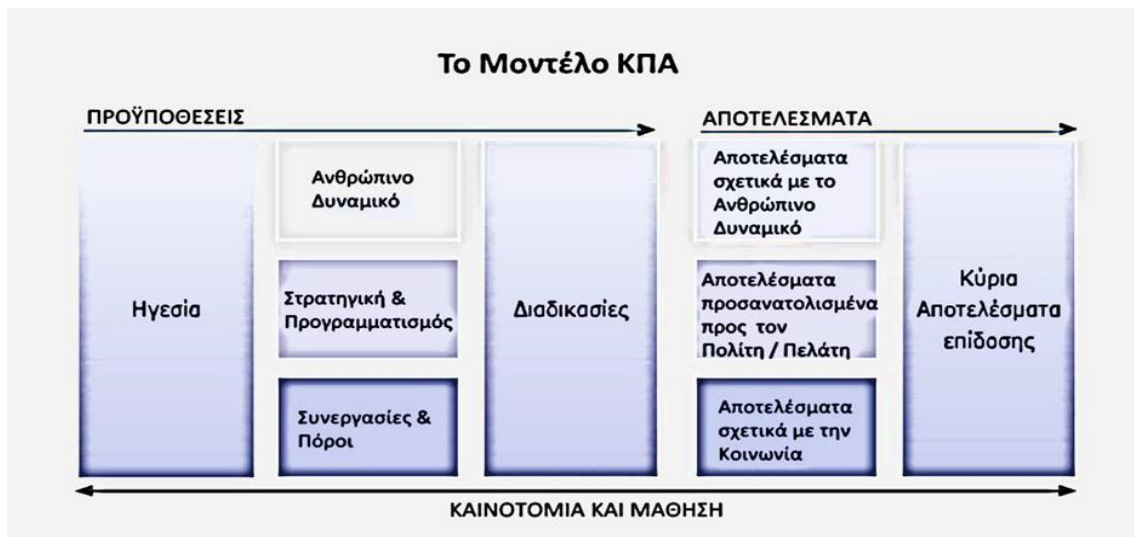 Το Μοντέλο ΚΠΑ
ΠΡΟΫΠΟΘΕΣΕΙΣ
ΑΠΟΤΕΛΕΣΜΑΤΑ
Ηγεσία
Ανθρώπινο
Δυναμικό
Στρατηγική &
Προγραμματισμός
Συνεργασίες &
Πόροι
Διαδικασίες
Αποτελέσματα
σχετικά με το
Ανθρώπινο
Δυναμικό
Αποτελέσματα
προσανατολισμένα
προς τον
Πολίτη / Πελάτη
Αποτελέσματα
σχετικά με την
Κοινωνία
Κύρια
Αποτελέσματα
επίδοσης
ΚΑΙΝΟΤΟΜΙΑ ΚΑΙ ΜΑΘΗΣΗ